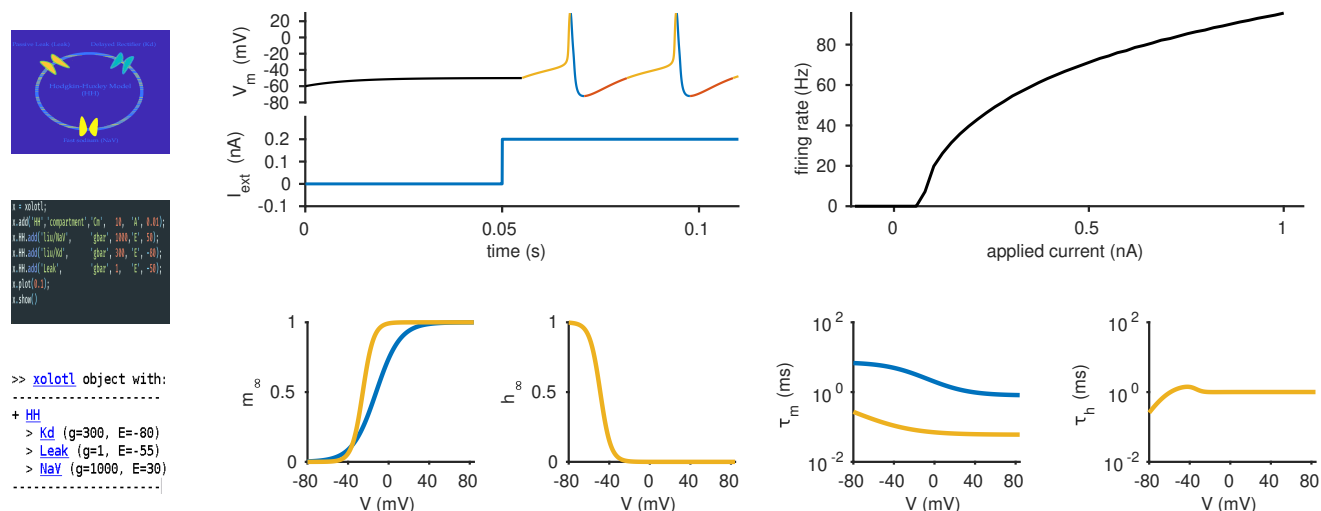 Passive Leak (Leak)
Delayed Rectifier (Kd)
Hodgkin-Huxley Model
(HH)
x = xolotl;
x.add('HH','compartment','Cm', 10, 'A', 0.01);
x.HH.add('liu/NaV', 'gbar', 1000,'E', 50);
x.HH.add('liu/Kd', 'gbar', 300, 'E', -80);
x.HH.add('Leak', 'gbar', 1, 'E', -50);
x.plot(0.1);
x.show()
>> xolotl object with:
---------------------
+ HH
> Kd (g=300, E=-80)
> Leak (g=1, E=-55)
> NaV (g=1000, E=30)
---------------------
V_m (mV)
20
0
-20
-40
-60
-80
I_ext (nA)
0.2
0
-0.1
0
0.05
0.1
time (s)
firing rate (Hz)
80
60
40
20
0
0
0.5
1
applied current (nA)
m_∞
1
0.5
0
-80
-40
0
40
80
V (mV)
h_∞
1
0.5
0
-80
-40
0
40
80
V (mV)
τ_m (ms)
10^2
10^0
10^-2
-80
-40
0
40
80
V (mV)
τ_h (ms)
10^2
10^0
10^-2
-80
-40
0
40
80
V (mV)